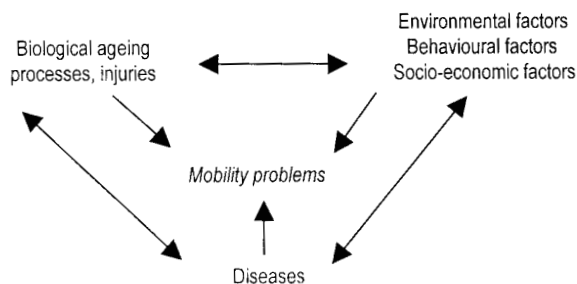 Biological ageing
processes, injuries
Environmental factors
Behavioural factors
Socio-economic factors
Mobility problems
Diseases